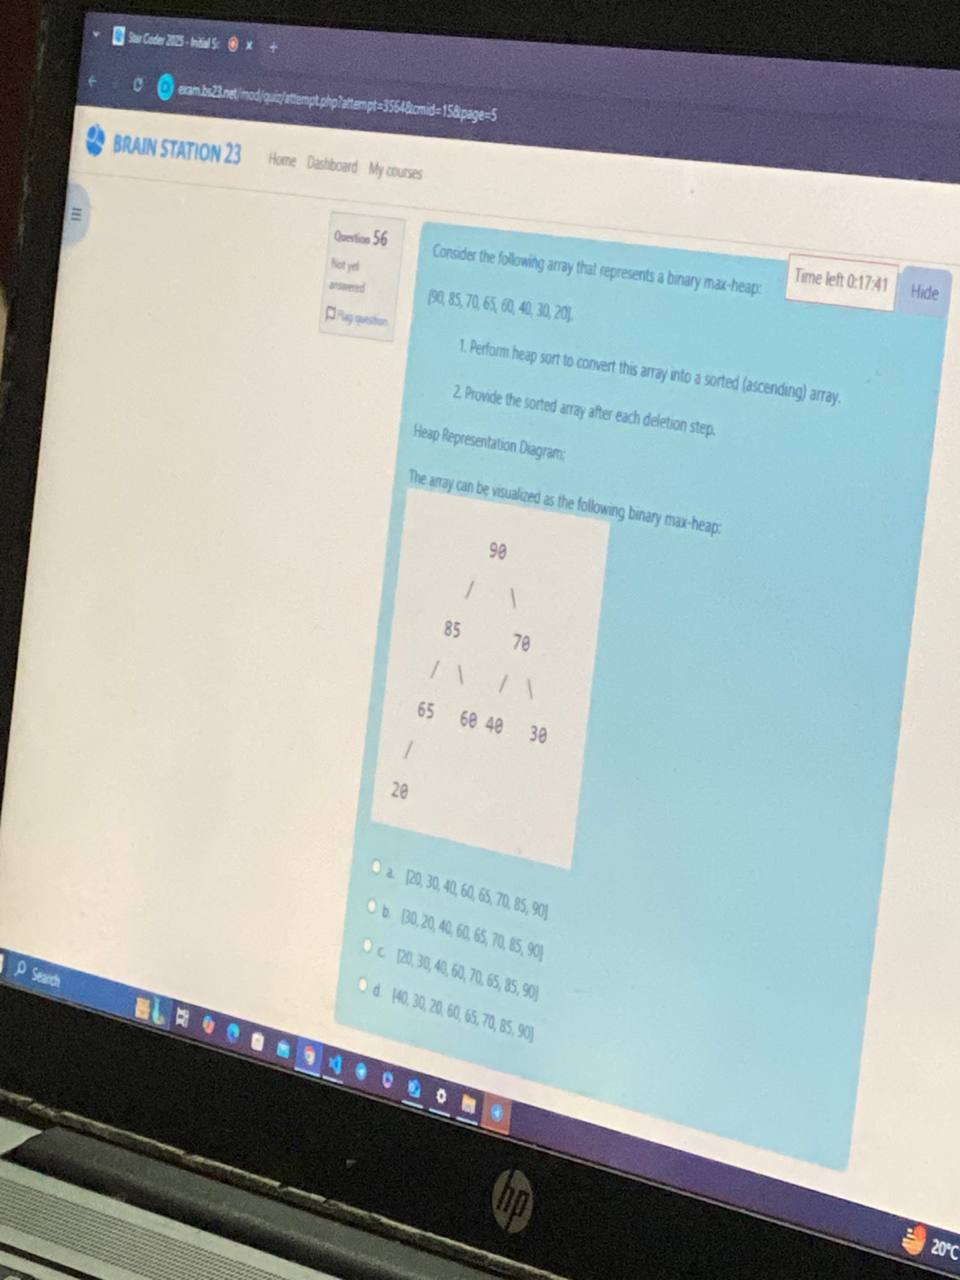 Star Coder 2025 - Initial Sc
exam.bs23.net/mod/quiz/attempt.php?attempt=3564&cmid=158&page=5
BRAIN STATION 23
Home Dashboard My courses
Question 56
Not yet
answered
Flag question
Time left 0:17:41
Hide
Consider the following array that represents a binary max-heap:
[90, 85, 70, 65, 60, 40, 30, 20].
1. Perform heap sort to convert this array into a sorted (ascending) array.
2. Provide the sorted array after each deletion step.
Heap Representation Diagram:
The array can be visualized as the following binary max-heap:
90
/ \
85 70
/ \ / \
65 60 40 30
/
20
a. [20, 30, 40, 60, 65, 70, 85, 90]
b. [30, 20, 40, 60, 65, 70, 85, 90]
c. [20, 30, 40, 60, 70, 65, 85, 90]
d. [40, 30, 20, 60, 65, 70, 85, 90]
Search
hp
20°C